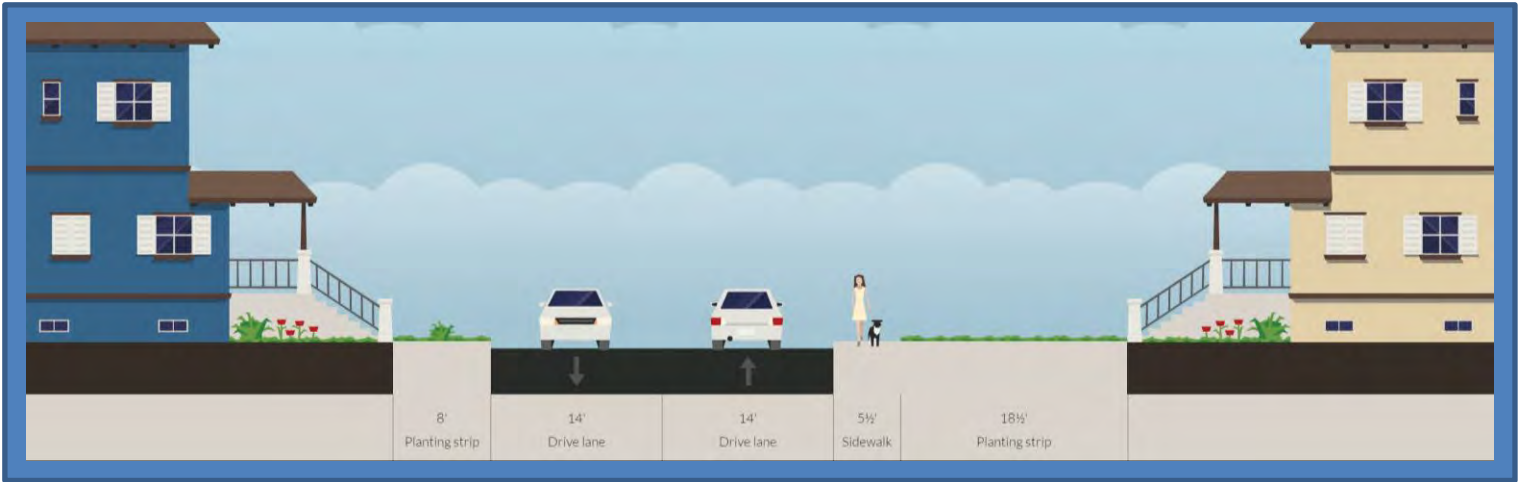 8'
Planting strip
14'
Drive lane
14'
Drive lane
5½'
Sidewalk
18½'
Planting strip